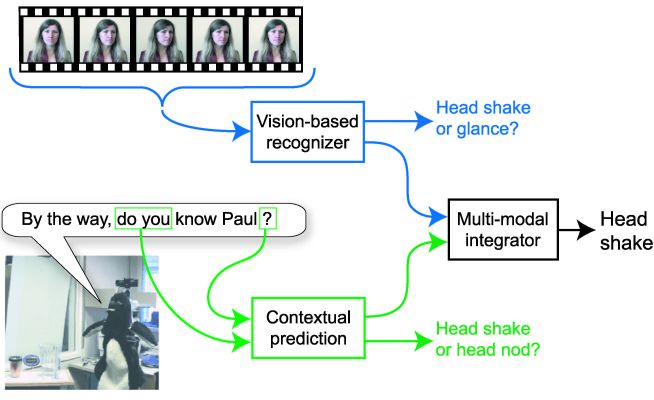 Head shake
or glance?
Vision-based
recognizer
By the way, do you know Paul ?
Multi-modal
integrator
Head
shake
Contextual
prediction
Head shake
or head nod?